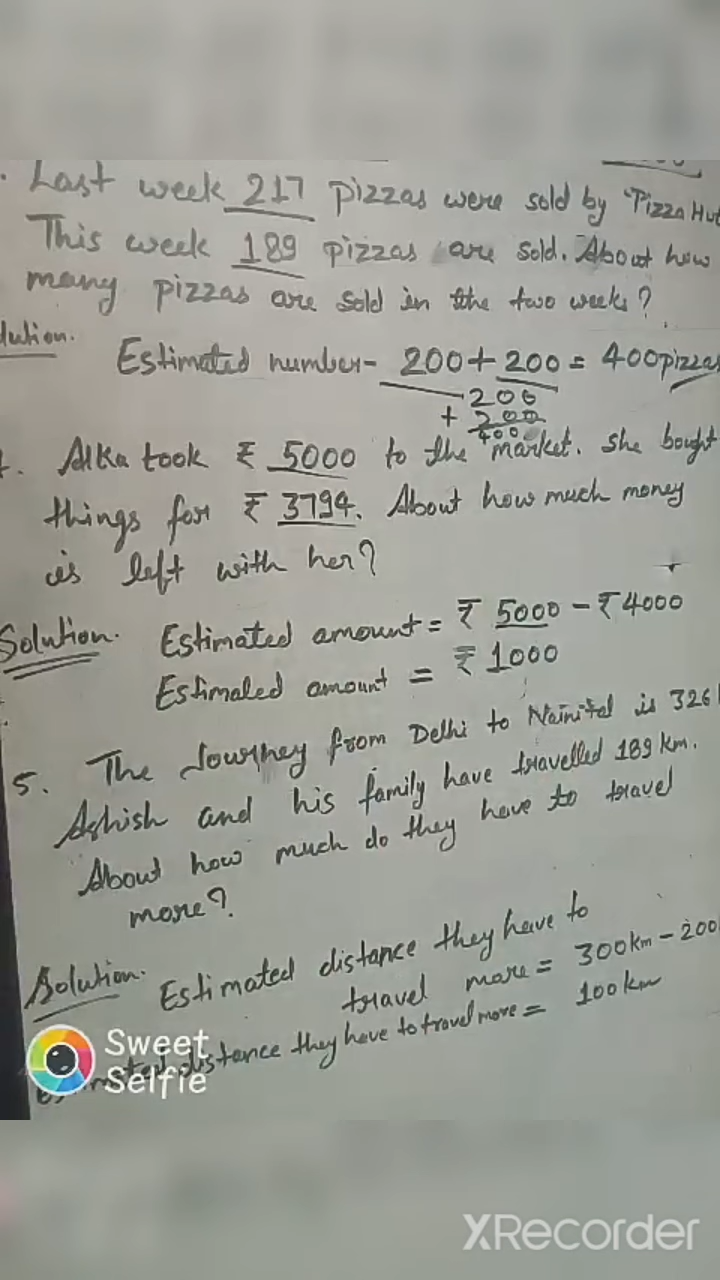 Last week 217 pizzas were sold by 'Pizza Hut
This week 189 pizzas are sold. About how
many pizzas are sold in the two weeks?
lution.
Estimated number- 200+200 = 400 pizzas
200
+ 200
400
Alka took ₹ 5000 to the market. She bought
things for ₹ 3794. About how much money
is left with her?
Solution. Estimated amount = ₹ 5000 - ₹ 4000
Estimated amount = ₹ 1000
5. The Journey from Delhi to Nainital is 326
Ashish and his family have travelled 189 km.
About how much do they have to travel
more?
Solution. Estimated distance they have to
travel more = 300km - 200
Estimated distance they have to travel more = 100 km
Sweet
Selfie
XRecorder